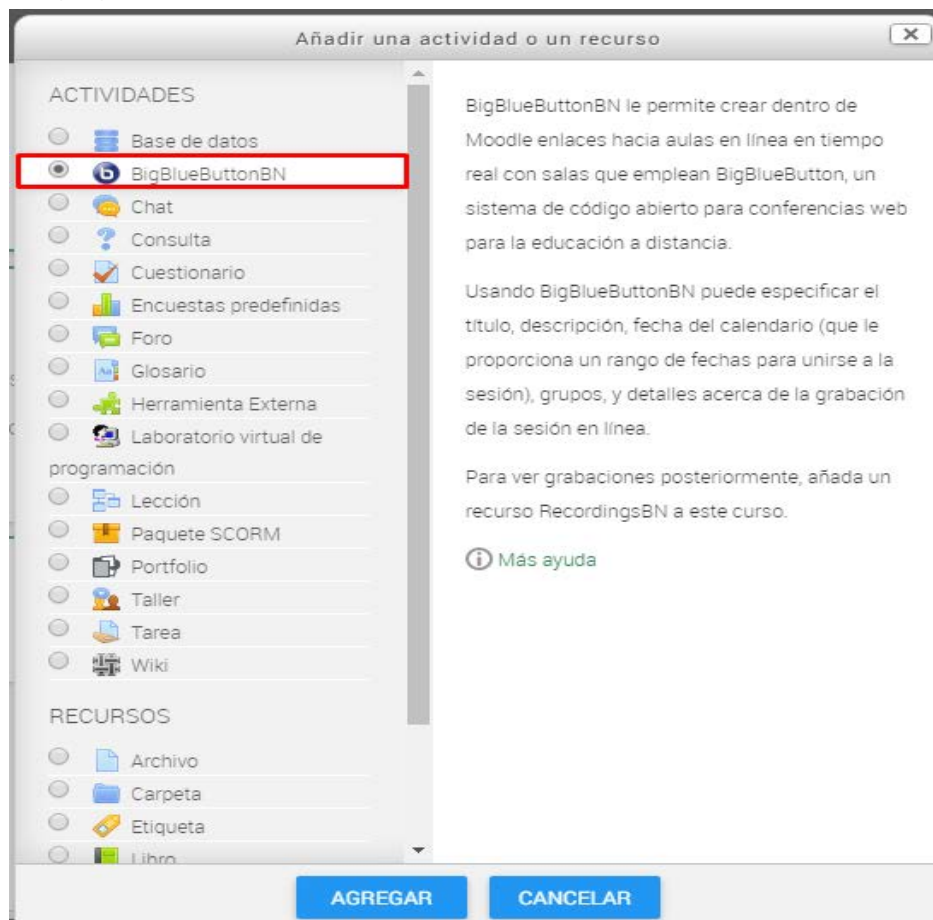 Añadir una actividad o un recurso
ACTIVIDADES
Base de datos
BigBlueButtonBN
Chat
Consulta
Cuestionario
Encuestas predefinidas
Foro
Glosario
Herramienta Externa
Laboratorio virtual de
programación
Lección
Paquete SCORM
Portfolio
Taller
Tarea
Wiki
RECURSOS
Archivo
Carpeta
Etiqueta
Libro
BigBlueButtonBN le permite crear dentro de
Moodle enlaces hacia aulas en línea en tiempo
real con salas que emplean BigBlueButton, un
sistema de código abierto para conferencias web
para la educación a distancia.
Usando BigBlueButtonBN puede especificar el
título, descripción, fecha del calendario (que le
proporciona un rango de fechas para unirse a la
sesión), grupos, y detalles acerca de la grabación
de la sesión en línea.
Para ver grabaciones posteriormente, añada un
recurso RecordingsBN a este curso.
Más ayuda
AGREGAR
CANCELAR